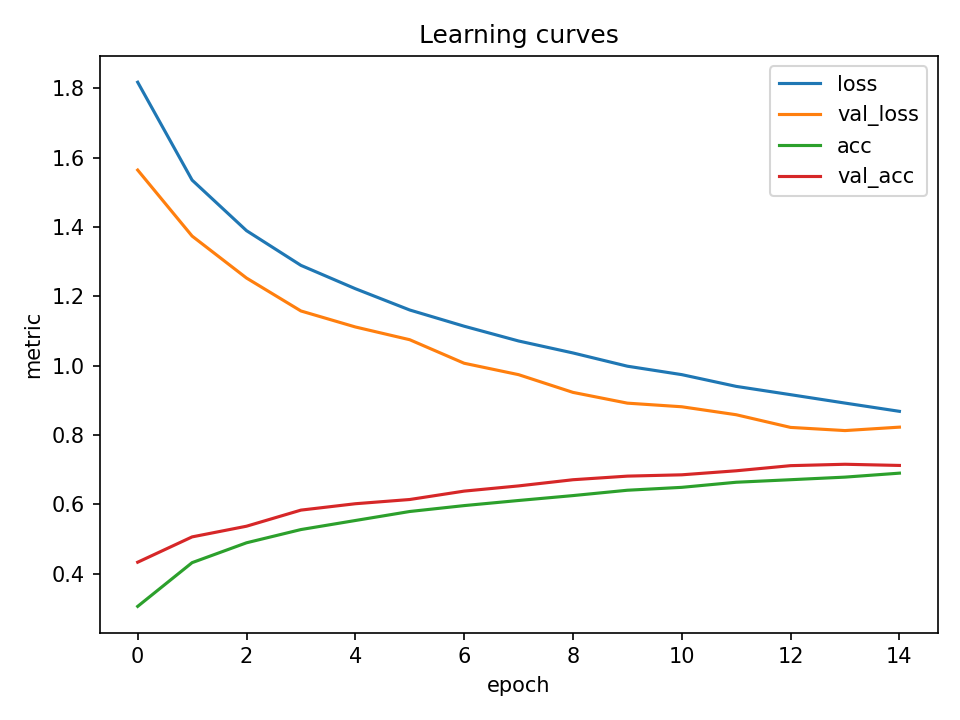 Learning curves
loss
val_loss
acc
val_acc
1.8
1.6
1.4
1.2
1.0
0.8
0.6
0.4
metric
0 2 4 6 8 10 12 14
epoch